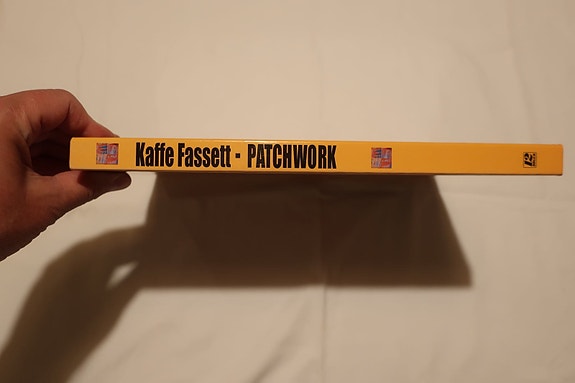 Kaffe Fassett - PATCHWORK